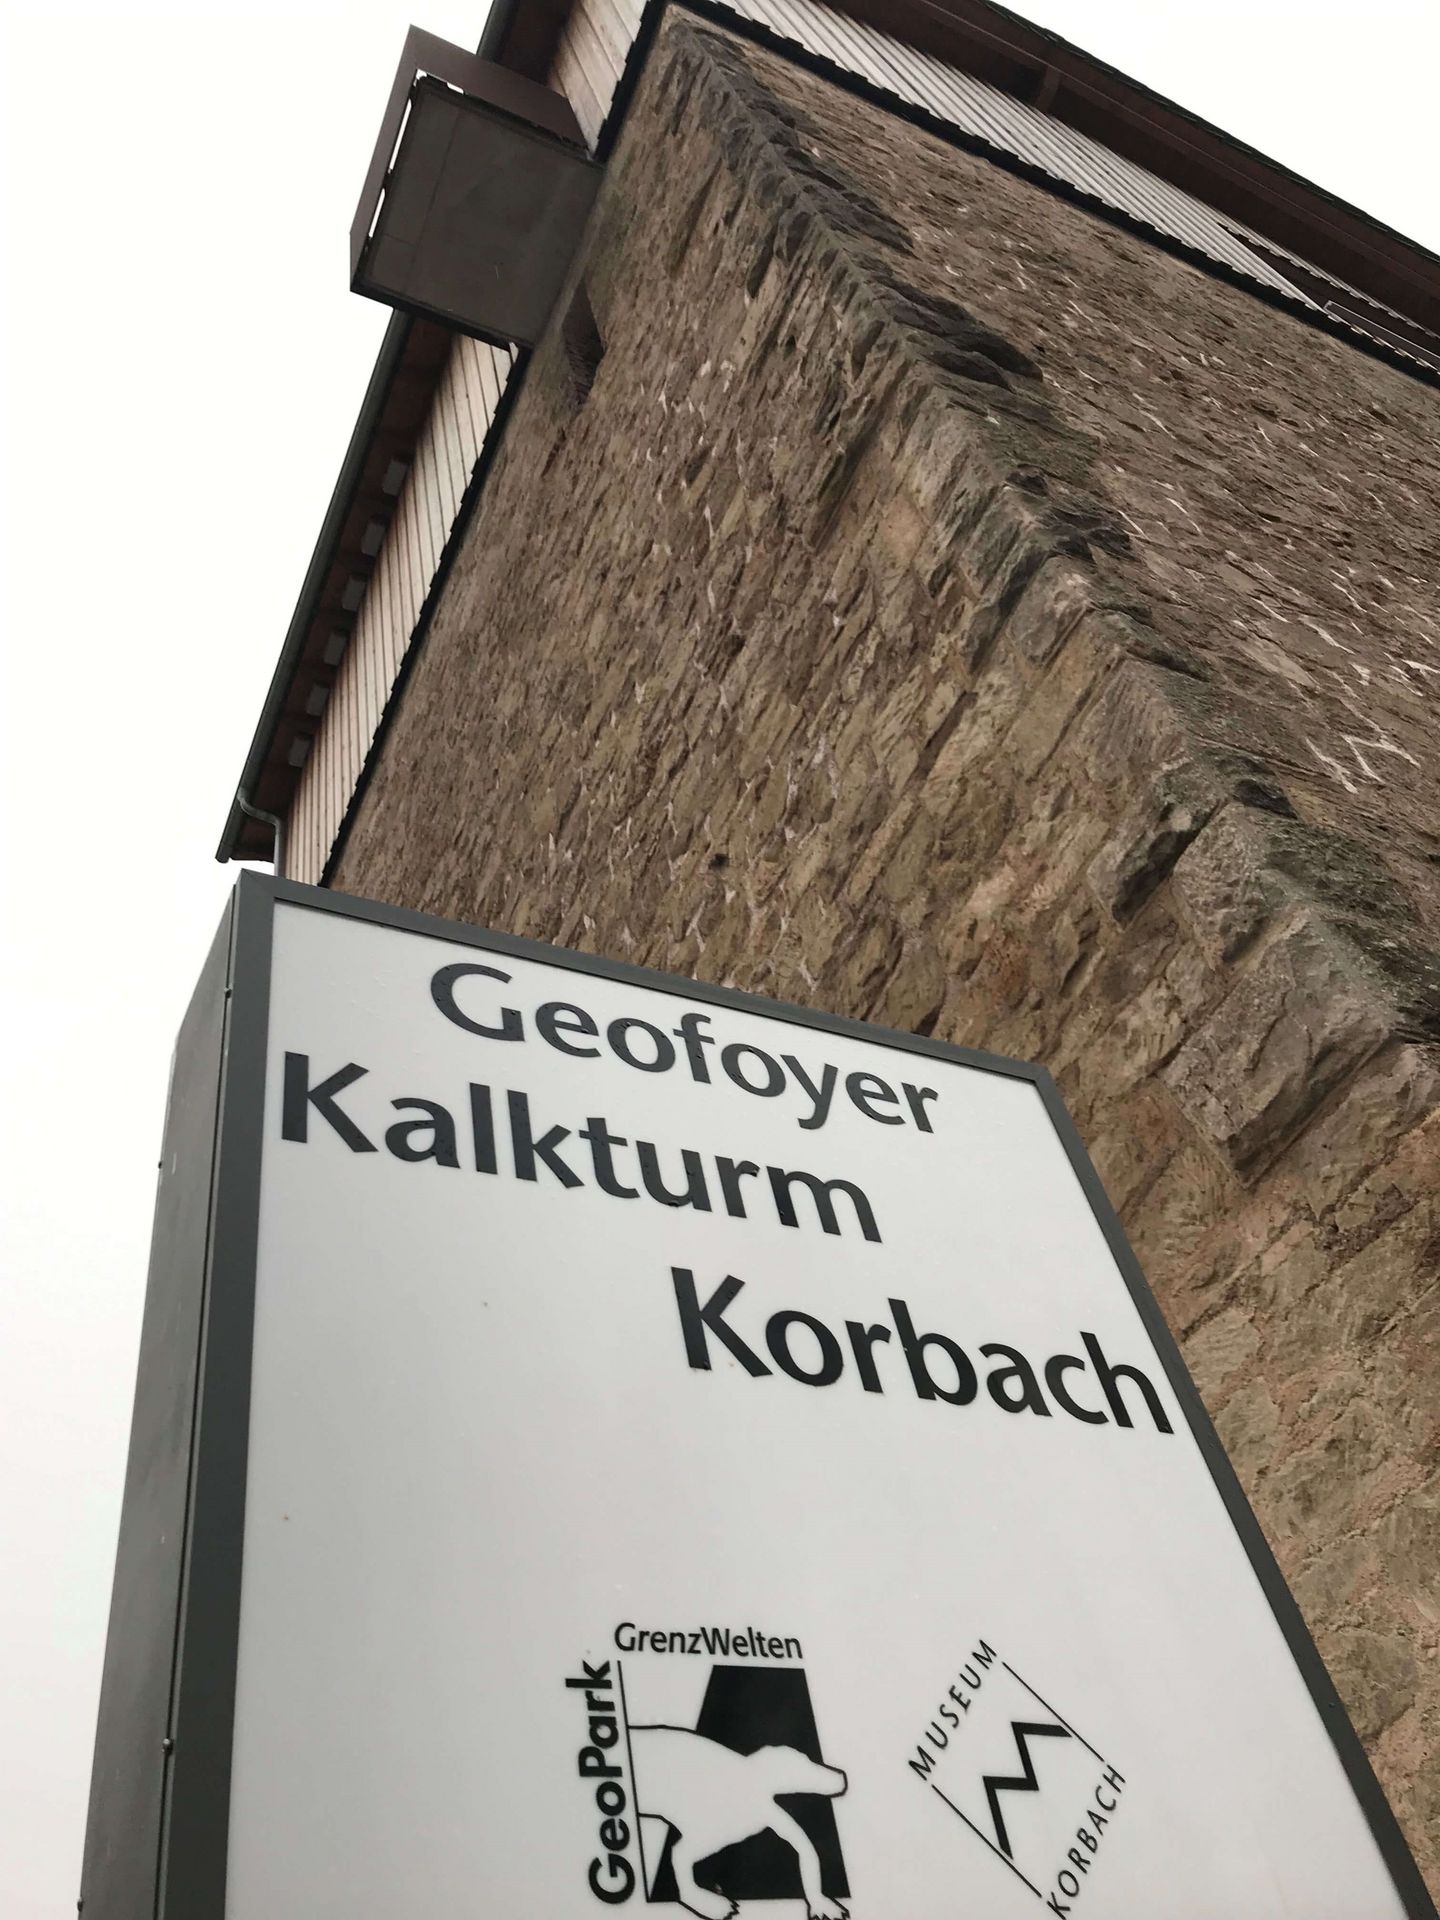 Geofoyer
Kalkturm
Korbach
GrenzWelten
GeoPark
MUSEUM
KORBACH